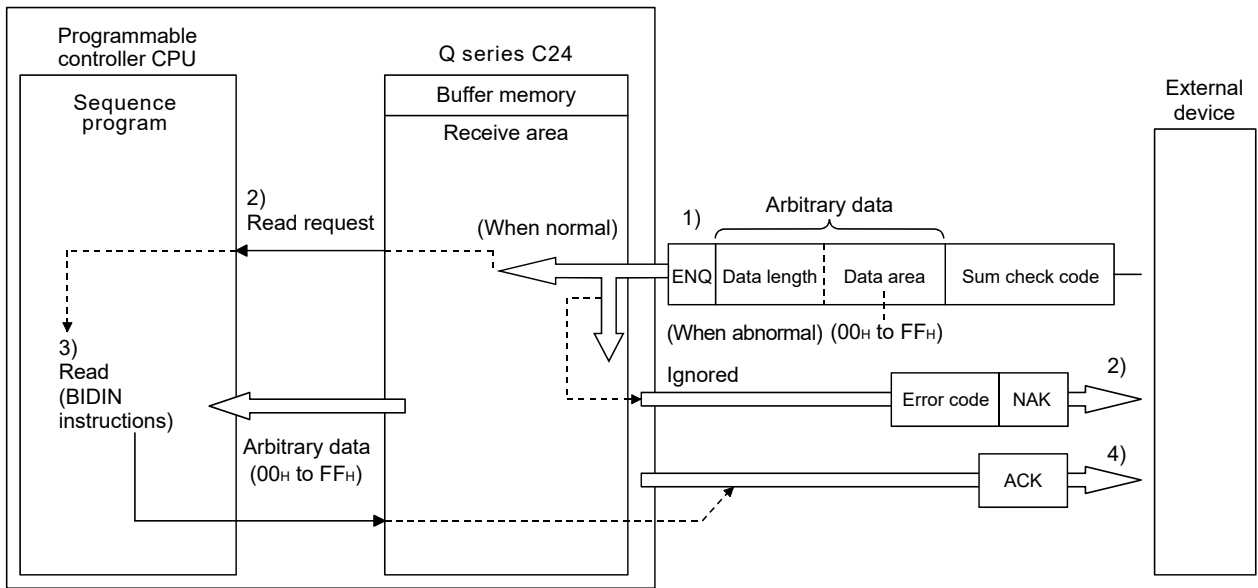 Programmable
controller CPU
Q series C24
External
device
Sequence
program
Buffer memory
Receive area
2)
Read request
(When normal)
1)
Arbitrary data
ENQ
Data length
Data area
Sum check code
(When abnormal)
(00H to FFH)
3)
Read
(BIDIN
instructions)
Ignored
Error code
NAK
2)
Arbitrary data
(00H to FFH)
ACK
4)